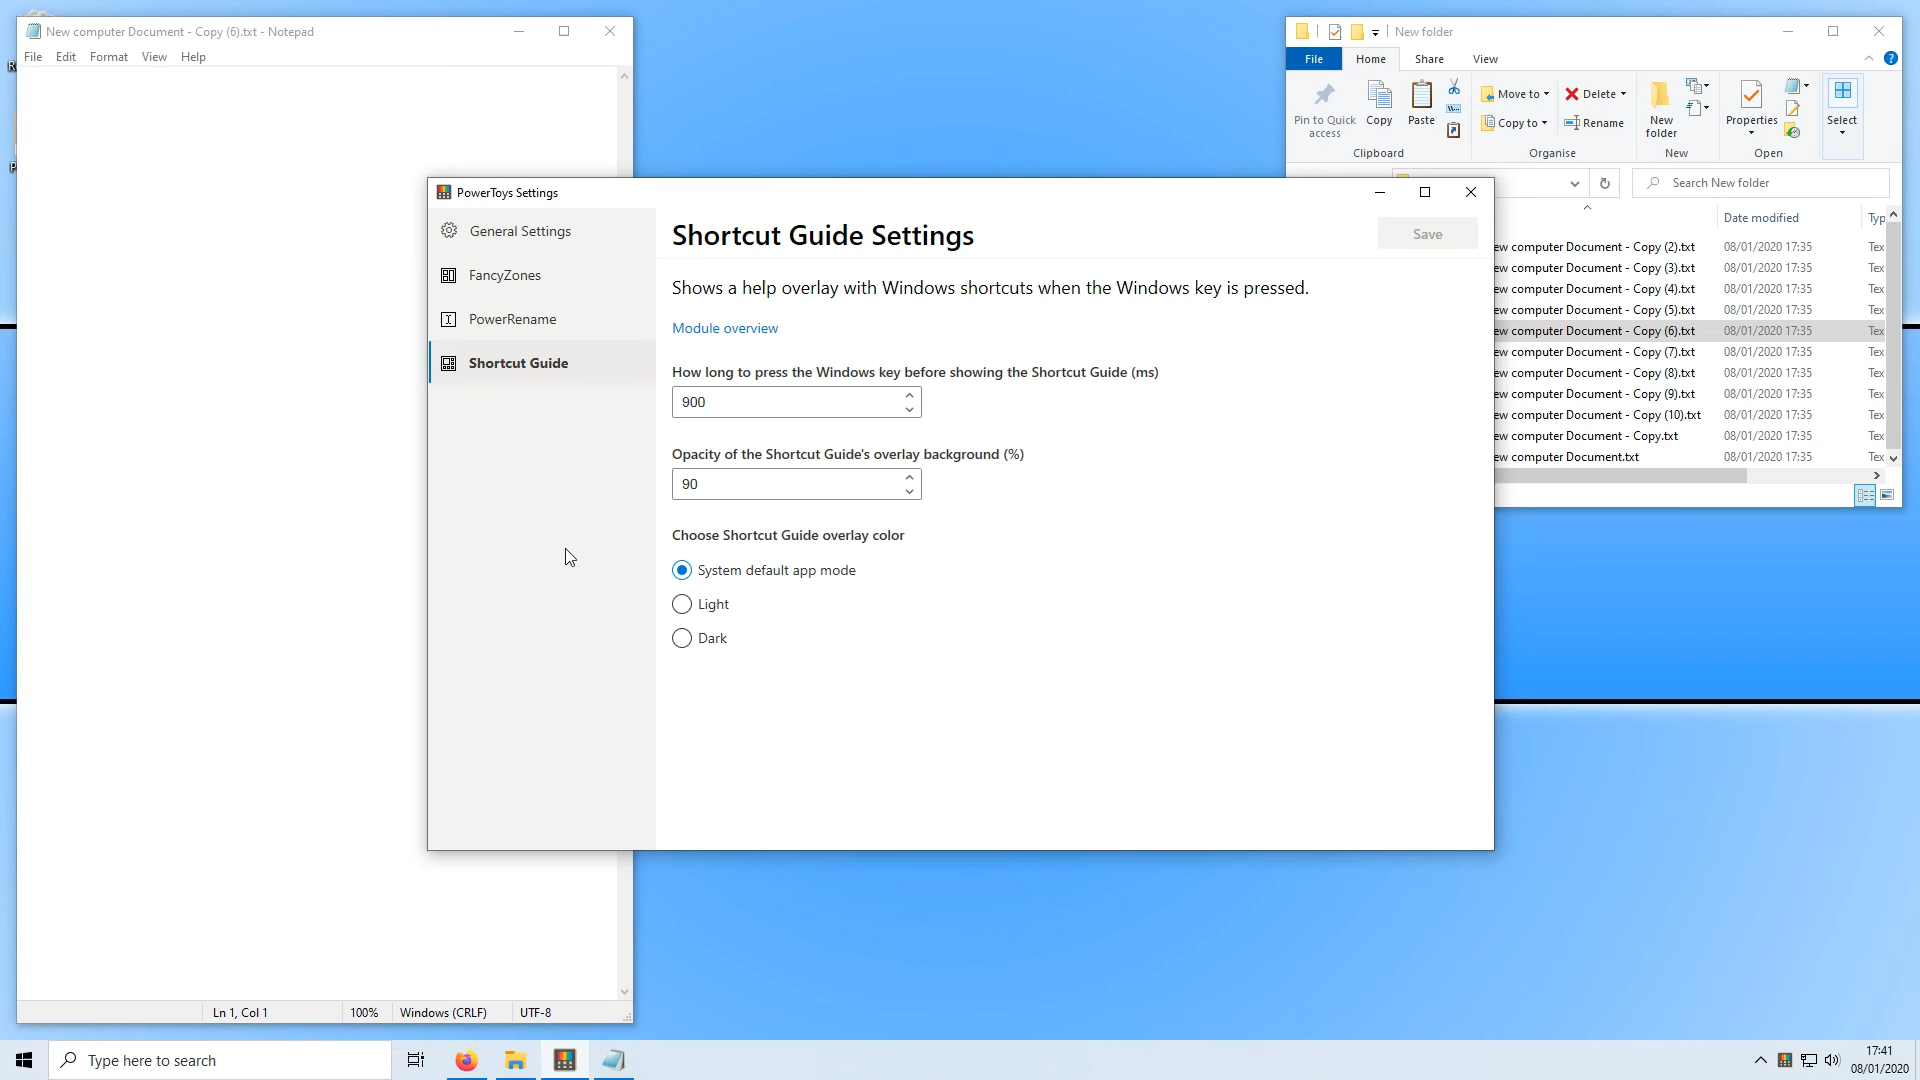 New computer Document - Copy (6).txt - Notepad
File Edit Format View Help
Ln 1, Col 1
100%
Windows (CRLF)
UTF-8
New folder
File Home Share View
Pin to Quick access
Copy
Paste
Clipboard
Move to
Copy to
Delete
Rename
Organise
New folder
New
Properties
Open
Select
Search New folder
Date modified
Typ
ew computer Document - Copy (2).txt 08/01/2020 17:35 Tex
ew computer Document - Copy (3).txt 08/01/2020 17:35 Tex
ew computer Document - Copy (4).txt 08/01/2020 17:35 Tex
ew computer Document - Copy (5).txt 08/01/2020 17:35 Tex
ew computer Document - Copy (6).txt 08/01/2020 17:35 Tex
ew computer Document - Copy (7).txt 08/01/2020 17:35 Tex
ew computer Document - Copy (8).txt 08/01/2020 17:35 Tex
ew computer Document - Copy (9).txt 08/01/2020 17:35 Tex
ew computer Document - Copy (10).txt 08/01/2020 17:35 Tex
ew computer Document - Copy.txt 08/01/2020 17:35 Tex
ew computer Document.txt 08/01/2020 17:35 Tex
PowerToys Settings
General Settings
FancyZones
PowerRename
Shortcut Guide
Shortcut Guide Settings
Save
Shows a help overlay with Windows shortcuts when the Windows key is pressed.
Module overview
How long to press the Windows key before showing the Shortcut Guide (ms)
900
Opacity of the Shortcut Guide's overlay background (%)
90
Choose Shortcut Guide overlay color
System default app mode
Light
Dark
Type here to search
17:41
08/01/2020